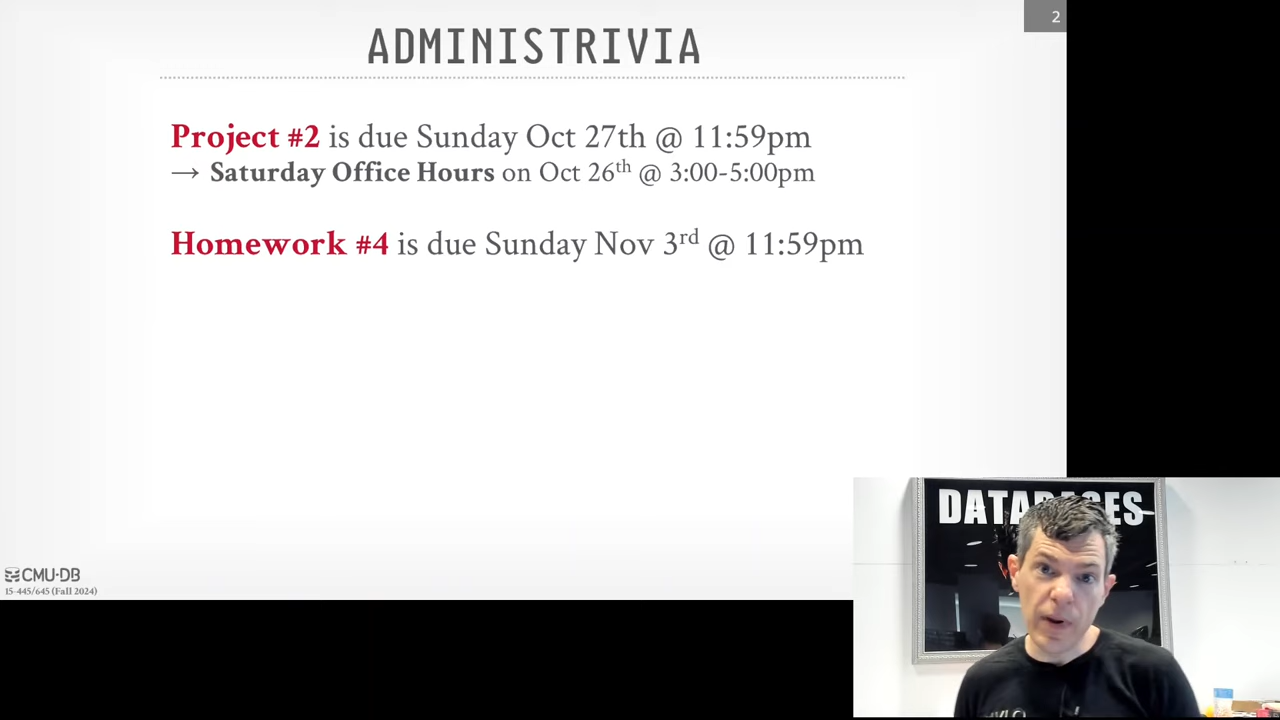 2
ADMINISTRIVIA
Project #2 is due Sunday Oct 27th @ 11:59pm
→ Saturday Office Hours on Oct 26th @ 3:00-5:00pm
Homework #4 is due Sunday Nov 3rd @ 11:59pm
CMU·DB
15-445/645 (Fall 2024)